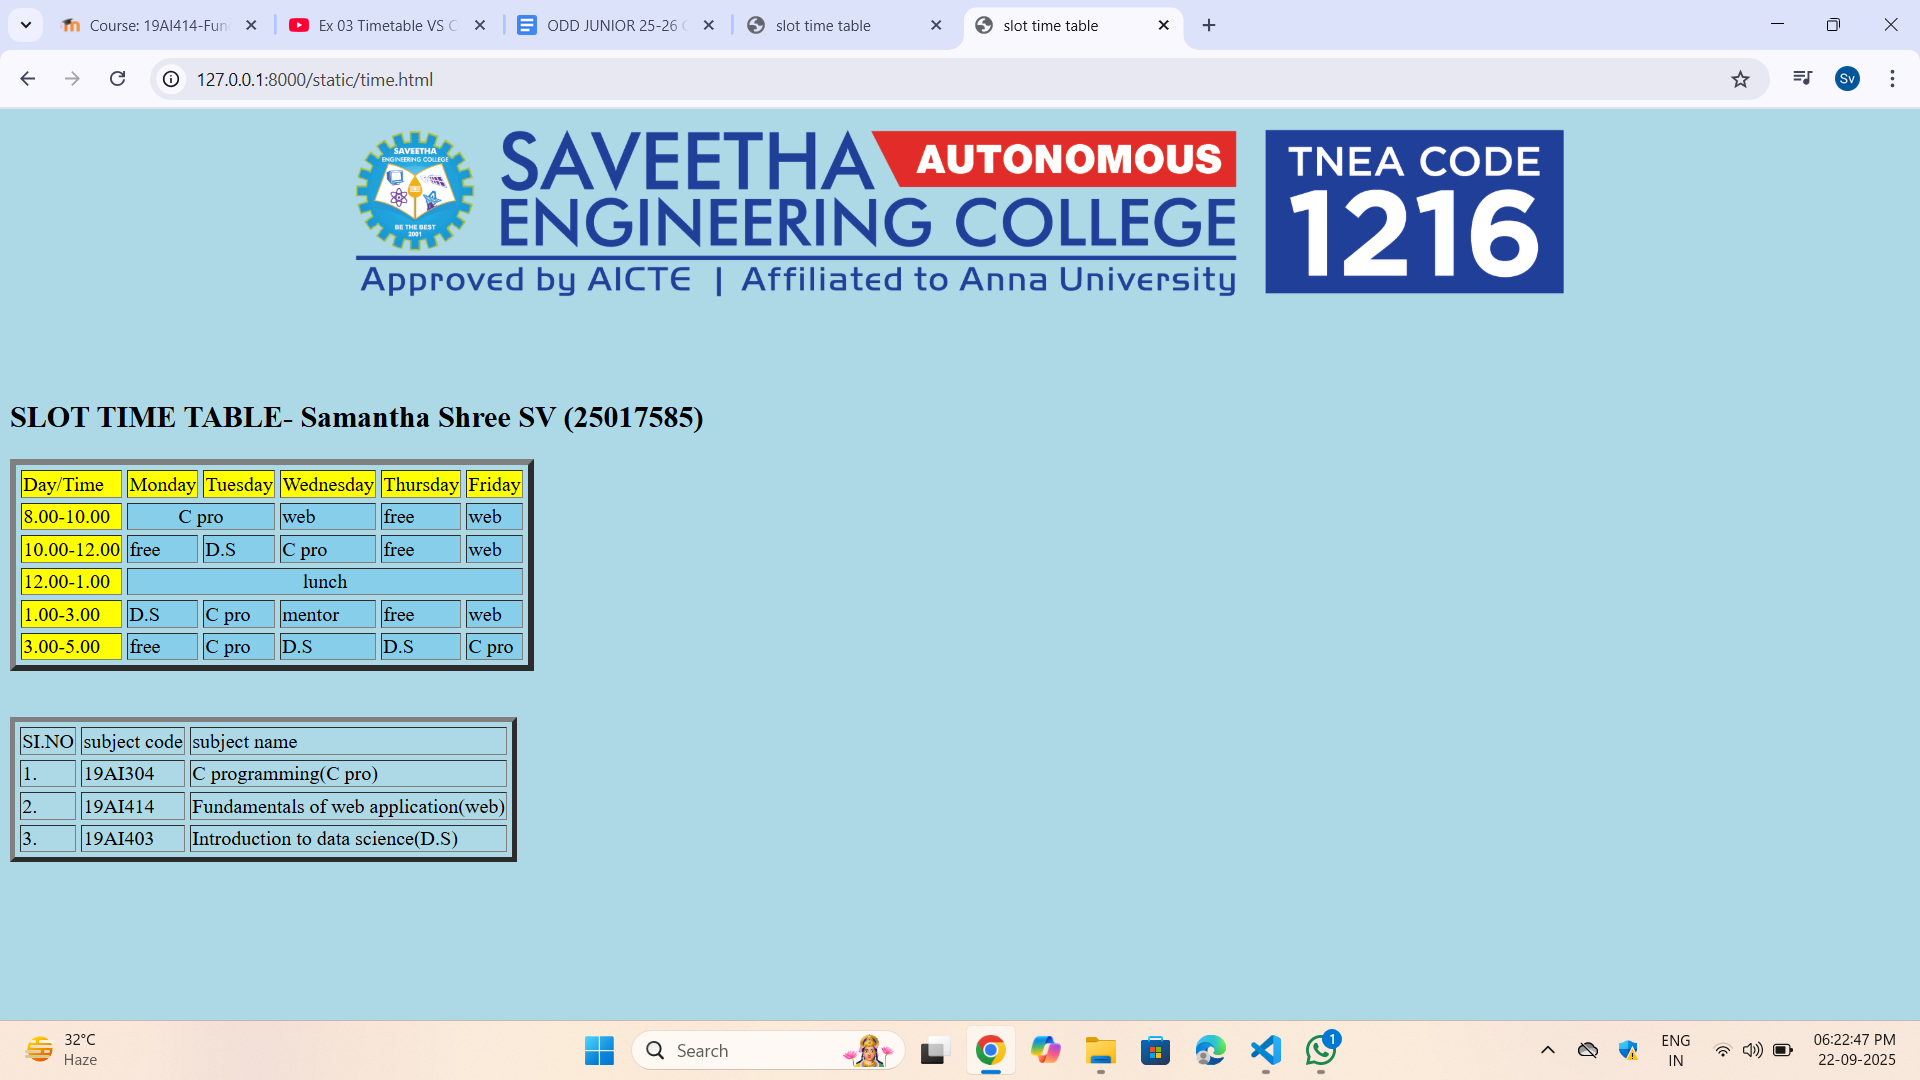 Course: 19AI414-Fun
Ex 03 Timetable VS C
ODD JUNIOR 25-26 C
slot time table
slot time table
127.0.0.1:8000/static/time.html
Sv
SAVEETHA
ENGINEERING COLLEGE
BE THE BEST
2001
SAVEETHA AUTONOMOUS
ENGINEERING COLLEGE
Approved by AICTE | Affiliated to Anna University
TNEA CODE
1216
SLOT TIME TABLE- Samantha Shree SV (25017585)
Day/Time Monday Tuesday Wednesday Thursday Friday
8.00-10.00 C pro web free web
10.00-12.00 free D.S C pro free web
12.00-1.00 lunch
1.00-3.00 D.S C pro mentor free web
3.00-5.00 free C pro D.S D.S C pro
SI.NO subject code subject name
1. 19AI304 C programming(C pro)
2. 19AI414 Fundamentals of web application(web)
3. 19AI403 Introduction to data science(D.S)
32°C
Haze
Search
1
ENG
IN
06:22:47 PM
22-09-2025